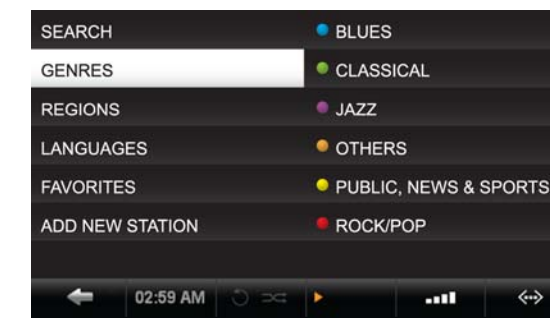 SEARCH
GENRES
REGIONS
LANGUAGES
FAVORITES
ADD NEW STATION
BLUES
CLASSICAL
JAZZ
OTHERS
PUBLIC, NEWS & SPORTS
ROCK/POP
02:59 AM